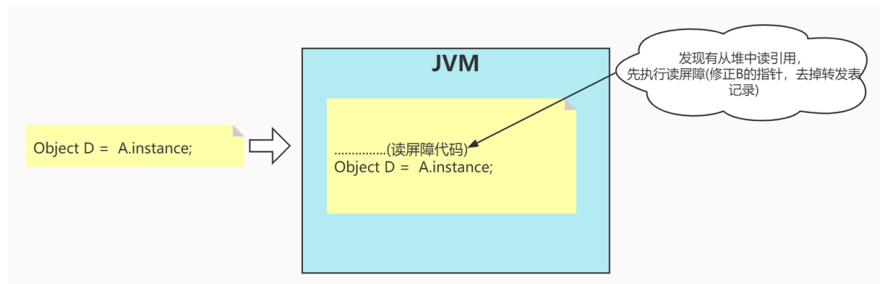 JVM
发现有从堆中读引用，
先执行读屏障(修正B的指针，去掉转发表
记录)
Object D = A.instance;
...............(读屏障代码)
Object D = A.instance;